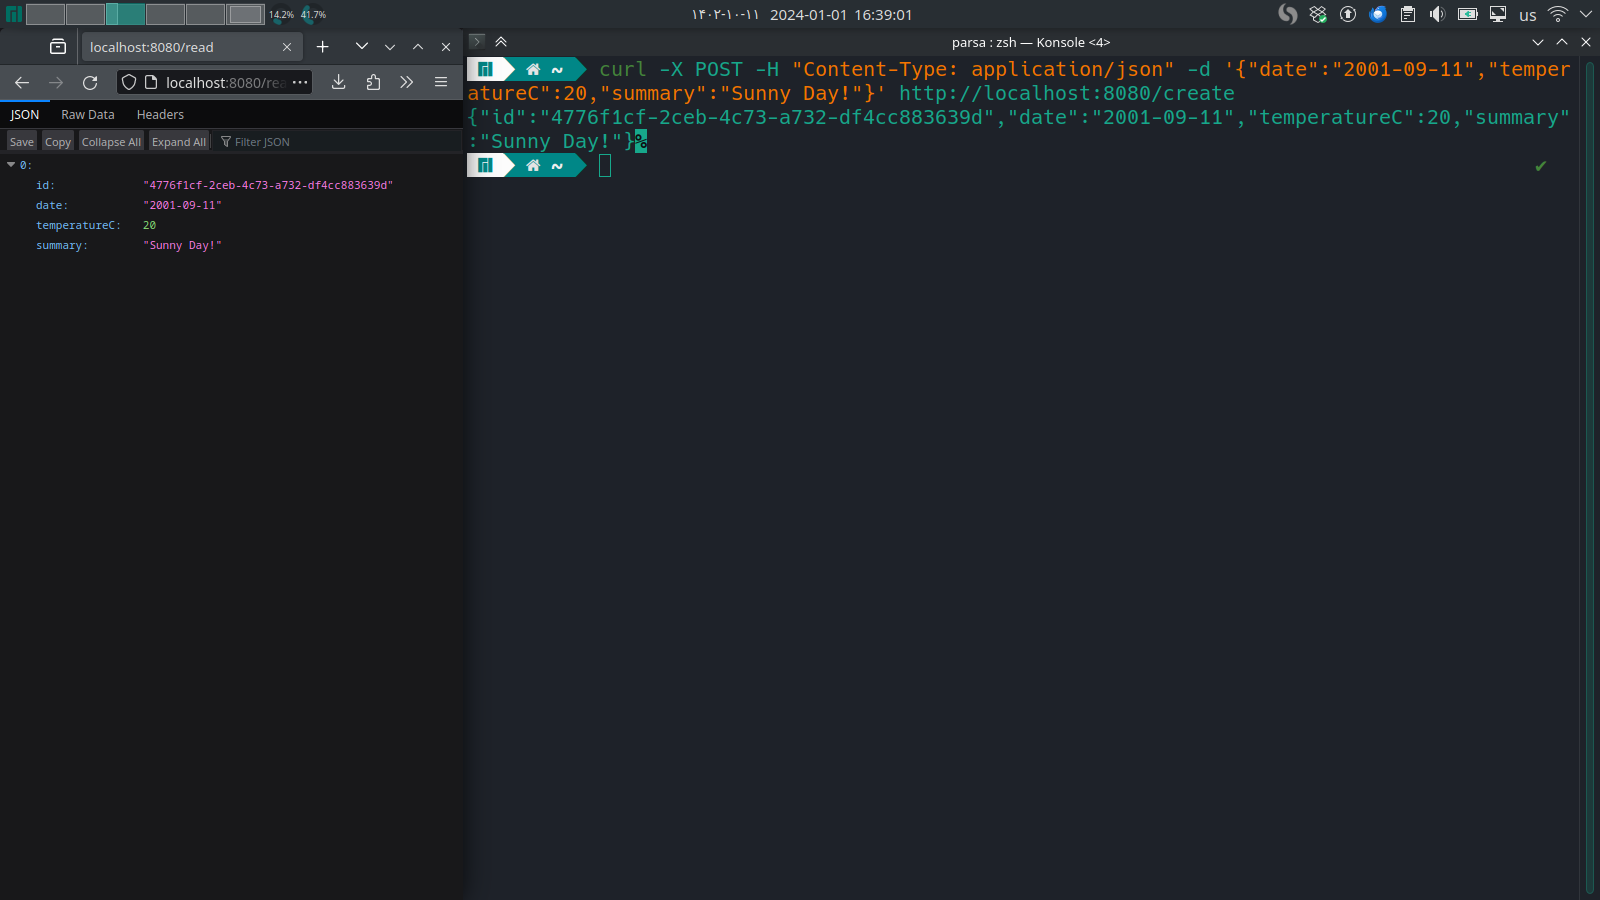 14.2% 41.7%
۱۴۰۲-۱۰-۱۱ 2024-01-01 16:39:01
us
localhost:8080/read
localhost:8080/rea
JSON Raw Data Headers
Save Copy Collapse All Expand All Filter JSON
0:
id: "4776f1cf-2ceb-4c73-a732-df4cc883639d"
date: "2001-09-11"
temperatureC: 20
summary: "Sunny Day!"
parsa : zsh — Konsole <4>
~ curl -X POST -H "Content-Type: application/json" -d '{"date":"2001-09-11","temper
atureC":20,"summary":"Sunny Day!"}' http://localhost:8080/create
{"id":"4776f1cf-2ceb-4c73-a732-df4cc883639d","date":"2001-09-11","temperatureC":20,"summary"
:"Sunny Day!"}%
~ ✔